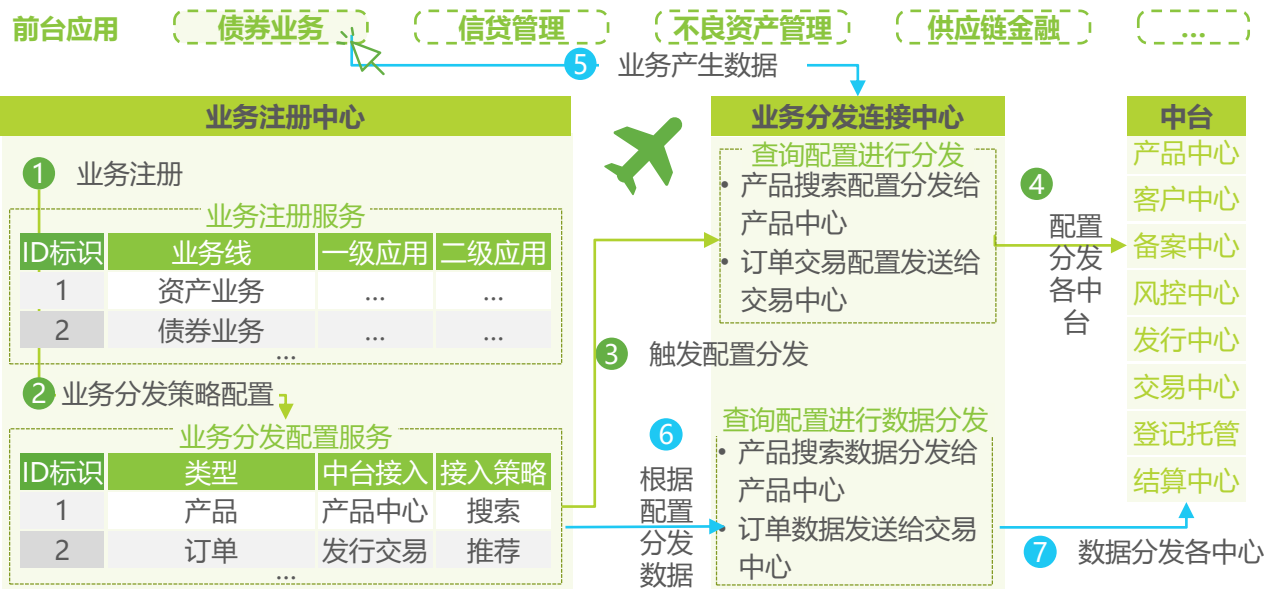 前台应用 债券业务 信贷管理 不良资产管理 供应链金融 ...
5 业务产生数据
业务注册中心
1 业务注册
业务注册服务
ID标识 业务线 一级应用 二级应用
1 资产业务 ... ...
2 债券业务 ... ...
...
2 业务分发策略配置
业务分发配置服务
ID标识 类型 中台接入 接入策略
1 产品 产品中心 搜索
2 订单 发行交易 推荐
...
3 触发配置分发
6
根据
配置
分发
数据
业务分发连接中心
查询配置进行分发
• 产品搜索配置分发给
产品中心
• 订单交易配置发送给
交易中心
查询配置进行数据分发
• 产品搜索数据分发给
产品中心
• 订单数据发送给交易
中心
4
配置
分发
各中
台
7 数据分发各中心
中台
产品中心
客户中心
备案中心
风控中心
发行中心
交易中心
登记托管
结算中心